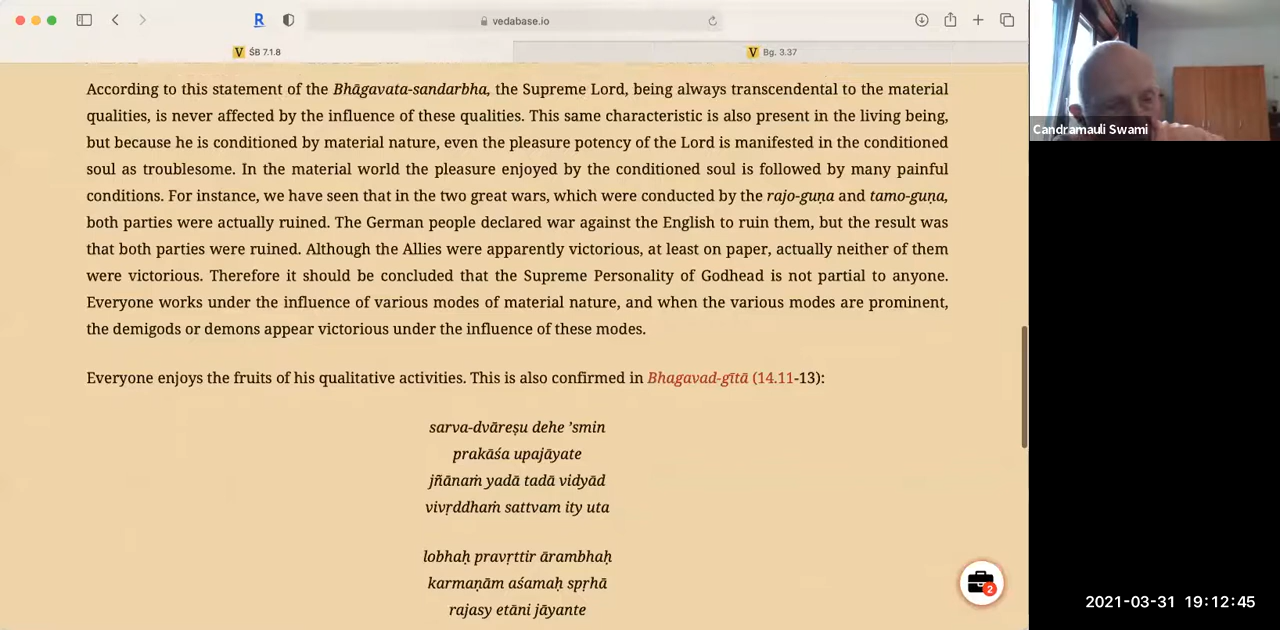 R
vedabase.io
V ŚB 7.1.8
V Bg. 3.37
According to this statement of the Bhāgavata-sandarbha, the Supreme Lord, being always transcendental to the material
qualities, is never affected by the influence of these qualities. This same characteristic is also present in the living being,
but because he is conditioned by material nature, even the pleasure potency of the Lord is manifested in the conditioned
soul as troublesome. In the material world the pleasure enjoyed by the conditioned soul is followed by many painful
conditions. For instance, we have seen that in the two great wars, which were conducted by the rajo-guṇa and tamo-guṇa,
both parties were actually ruined. The German people declared war against the English to ruin them, but the result was
that both parties were ruined. Although the Allies were apparently victorious, at least on paper, actually neither of them
were victorious. Therefore it should be concluded that the Supreme Personality of Godhead is not partial to anyone.
Everyone works under the influence of various modes of material nature, and when the various modes are prominent,
the demigods or demons appear victorious under the influence of these modes.
Everyone enjoys the fruits of his qualitative activities. This is also confirmed in Bhagavad-gītā (14.11-13):
sarva-dvāreṣu dehe ’smin
prakāśa upajāyate
jñānaṁ yadā tadā vidyād
vivṛddhaṁ sattvam ity uta
lobhaḥ pravṛttir ārambhaḥ
karmaṇām aśamaḥ spṛhā
rajasy etāni jāyante
2
Candramauli Swami
2021-03-31 19:12:45